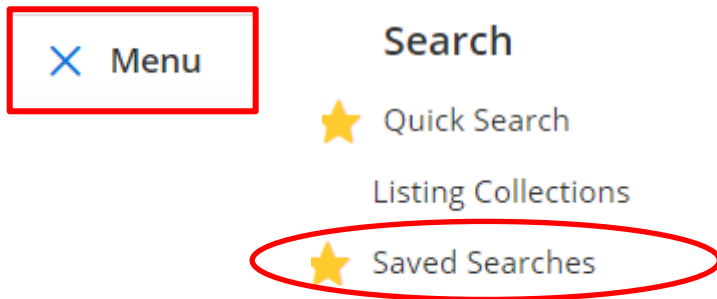 Menu
Search
Quick Search
Listing Collections
Saved Searches